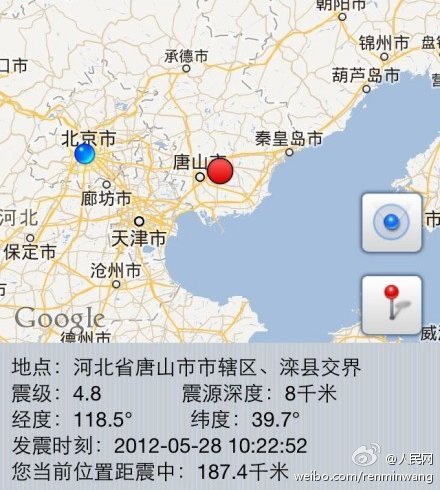 朝阳市
锦州市
盘锦
承德市
口市
葫芦岛市
北京市
秦皇岛市
唐山市
廊坊市
河北
天津市
保定市
沧州市
Google
德州市
威
地点：河北省唐山市市辖区、滦县交界
震级：4.8 震源深度：8千米
经度：118.5° 纬度：39.7°
发震时刻：2012-05-28 10:22:52
您当前位置距震中：187.4千米
@人民网
weibo.com/renminwang